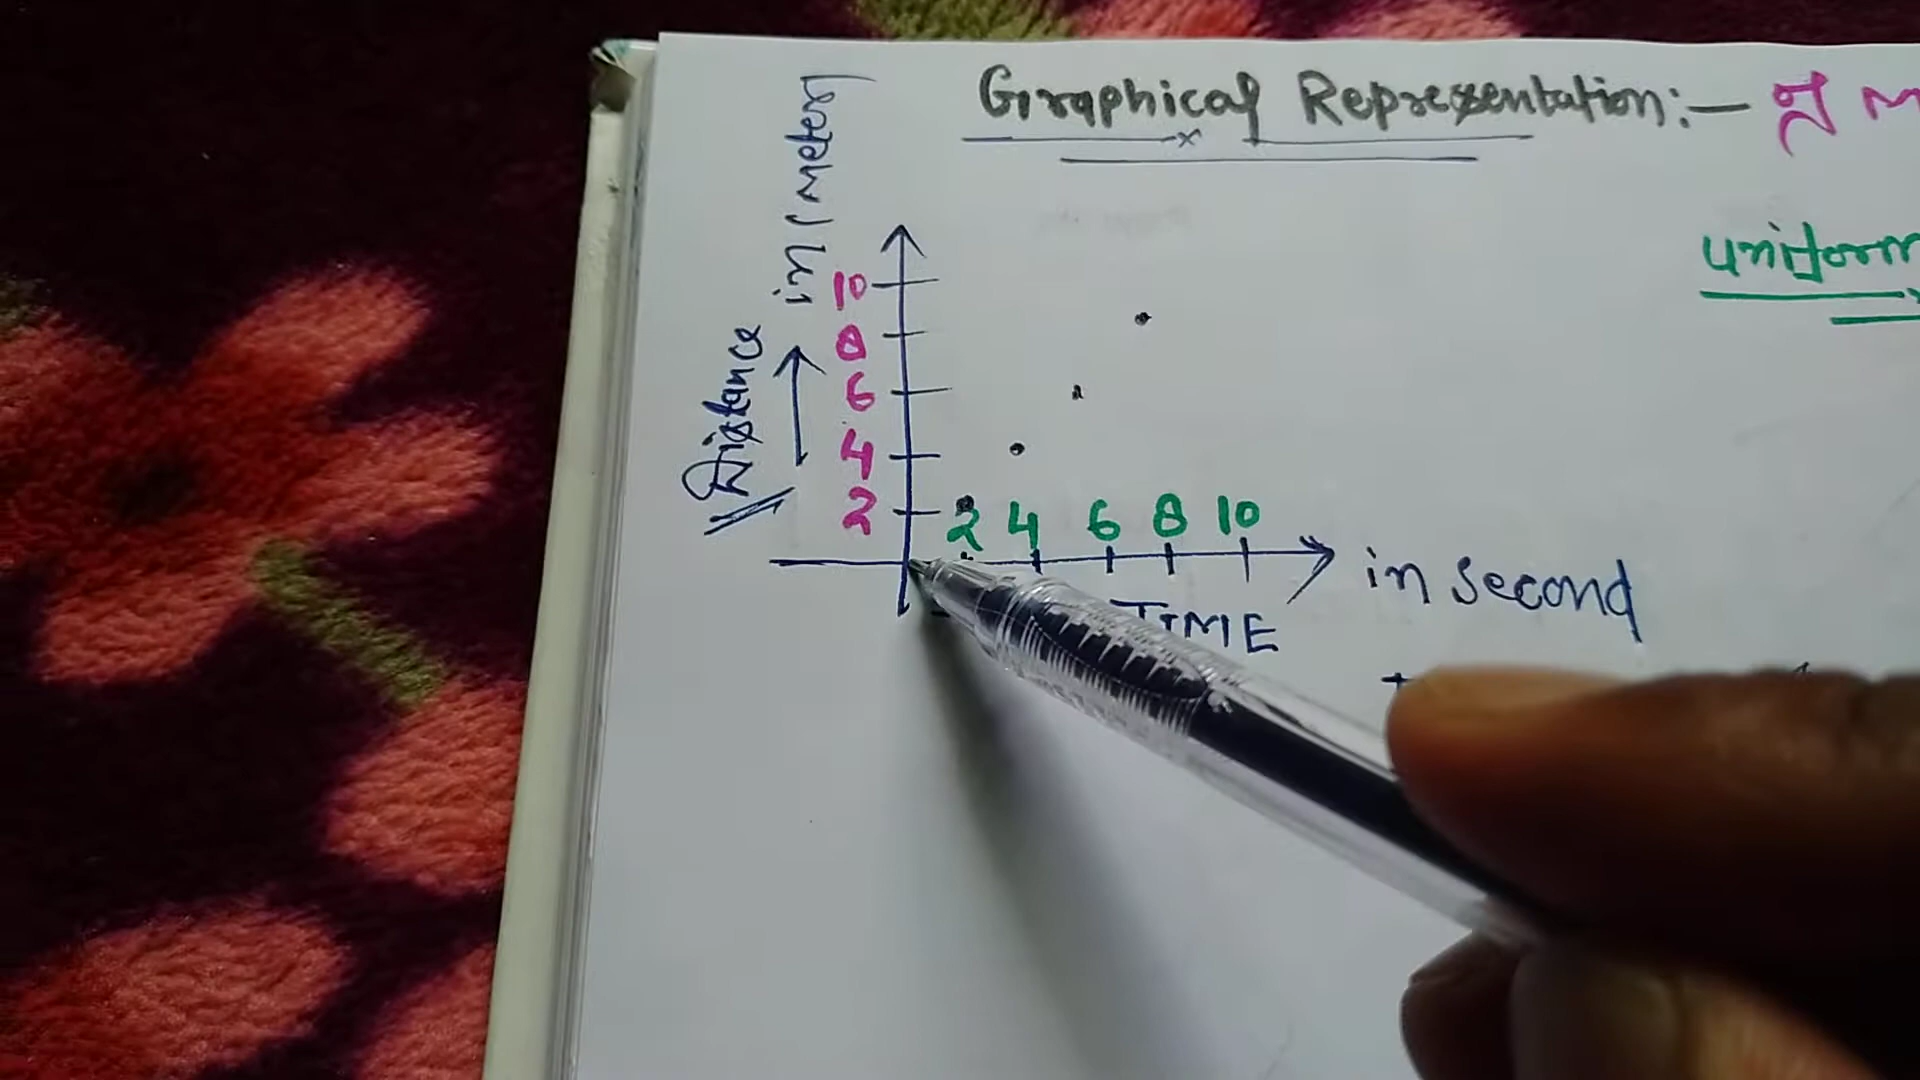 Graphical Representation:-
uniform
in meter
Distance
10
8
6
4
2
2 4 6 8 10
in second
TIME